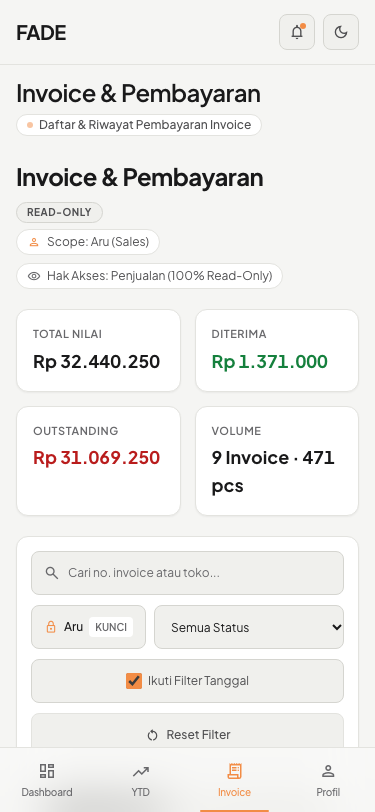 FADE
Invoice & Pembayaran
Daftar & Riwayat Pembayaran Invoice
Invoice & Pembayaran
READ-ONLY
Scope: Aru (Sales)
Hak Akses: Penjualan (100% Read-Only)
TOTAL NILAI
Rp 32.440.250
DITERIMA
Rp 1.371.000
OUTSTANDING
Rp 31.069.250
VOLUME
9 Invoice · 471
pcs
Cari no. invoice atau toko...
Aru KUNCI
Semua Status
Ikuti Filter Tanggal
Reset Filter
Dashboard
YTD
Invoice
Profil